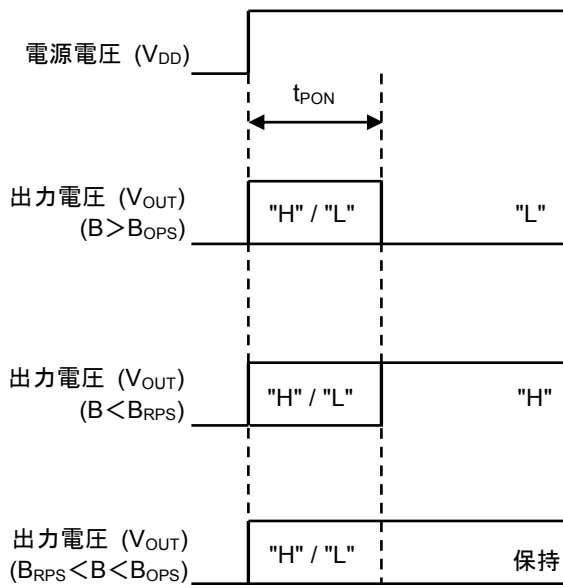 電源電圧 (VDD)
tPON
出力電圧 (VOUT)
(B＞BOPS)
"H" / "L"
"L"
出力電圧 (VOUT)
(B＜BRPS)
"H" / "L"
"H"
出力電圧 (VOUT)
(BRPS＜B＜BOPS)
"H" / "L"
保持